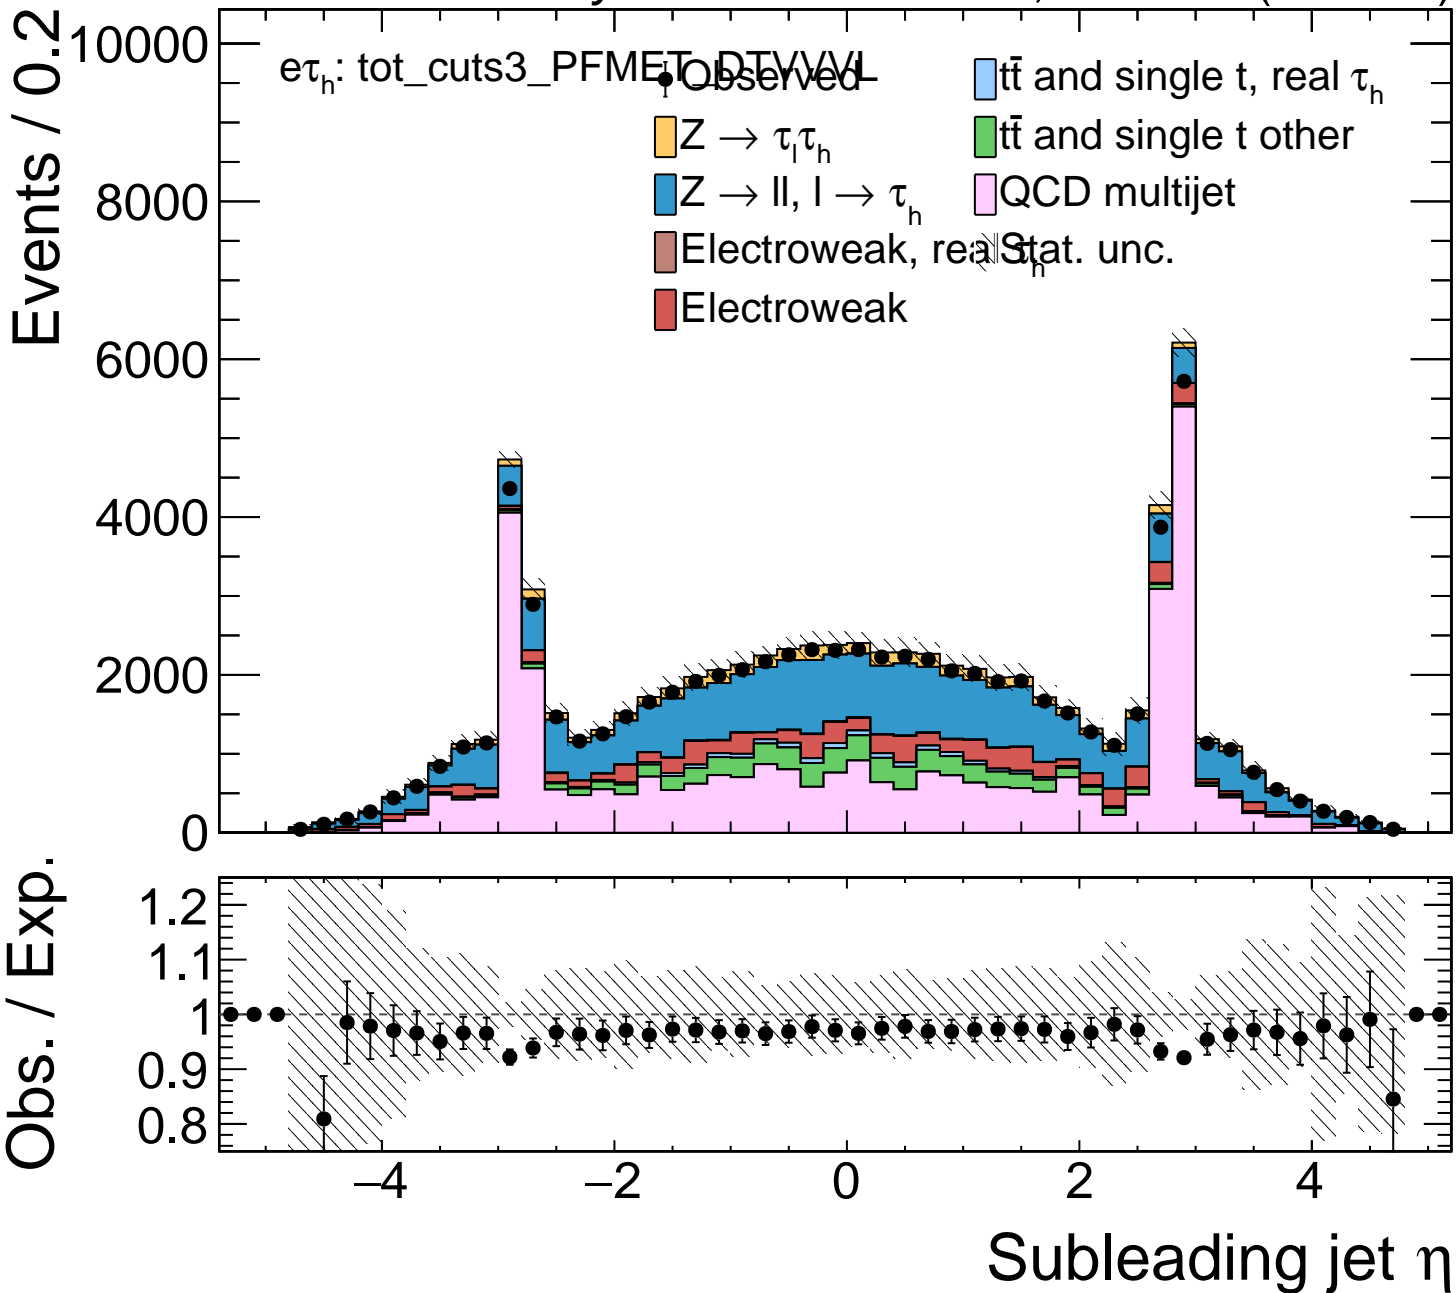 eτh: tot_cuts3_PFMET_DTVVVL
Observed
Z → τlτh
Z → ll, l → τh
Electroweak, real τh
Electroweak
tt̄ and single t, real τh
tt̄ and single t other
QCD multijet
Stat. unc.
Events / 0.2
10000
8000
6000
4000
2000
0
Obs. / Exp.
1.2
1.1
1
0.9
0.8
−4 −2 0 2 4
Subleading jet η